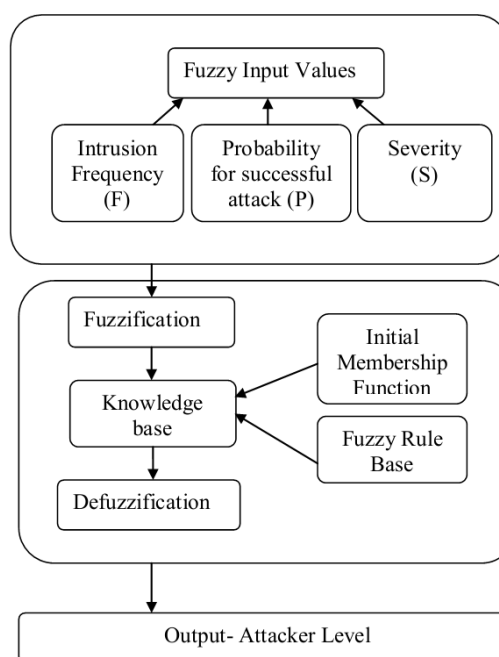 Fuzzy Input Values
Intrusion
Frequency
(F)
Probability
for successful
attack (P)
Severity
(S)
Fuzzification
Initial
Membership
Function
Knowledge
base
Fuzzy Rule
Base
Defuzzification
Output- Attacker Level